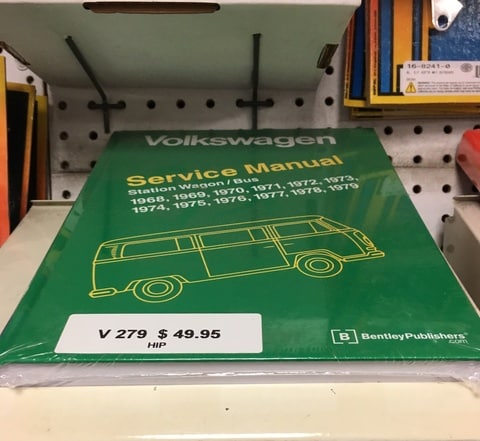 16-8241-0
Volkswagen
Service Manual
Station Wagon/Bus
1968, 1969, 1970, 1971, 1972, 1973,
1974, 1975, 1976, 1977, 1978, 1979
V 279 $ 49.95
HIP
B BentleyPublishers
.com